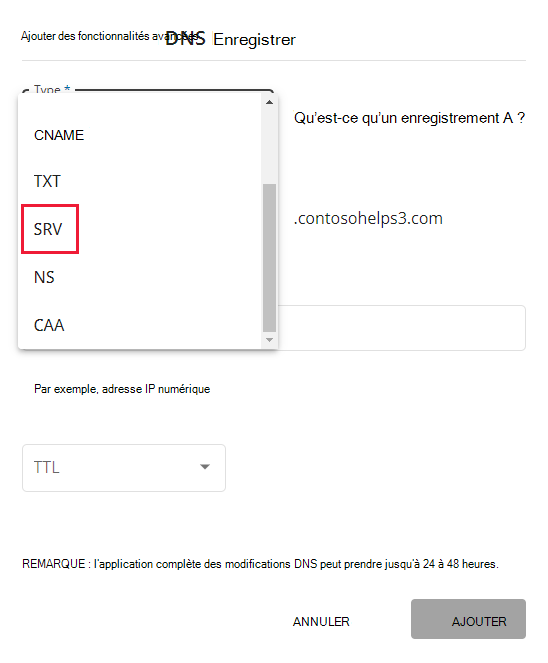 Ajouter des fonctionnalités avancées DNS Enregistrer
Type *
Qu'est-ce qu'un enregistrement A ?
CNAME
TXT
.contosohelps3.com
SRV
NS
CAA
Par exemple, adresse IP numérique
TTL
REMARQUE : l'application complète des modifications DNS peut prendre jusqu'à 24 à 48 heures.
ANNULER AJOUTER